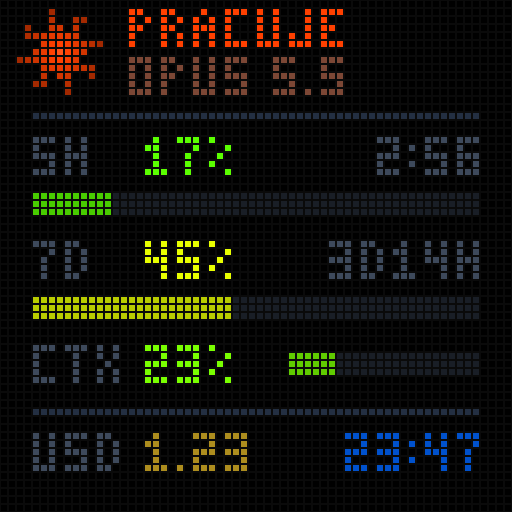 PRACUJE
OPUS 5.5
5H 17% 2:56
7D 45% 3D14H
CTX 23%
USD 1.23 23:47